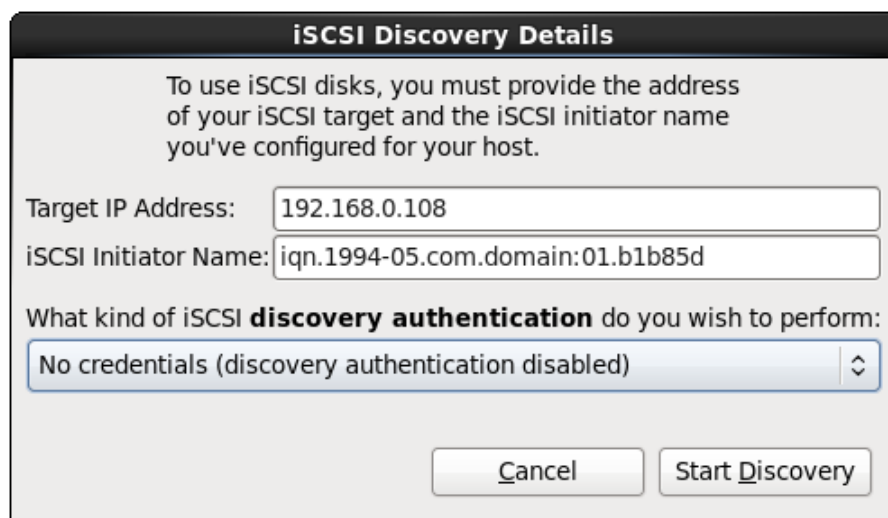 iSCSI Discovery Details
To use iSCSI disks, you must provide the address
of your iSCSI target and the iSCSI initiator name
you've configured for your host.
Target IP Address: 192.168.0.108
iSCSI Initiator Name: iqn.1994-05.com.domain:01.b1b85d
What kind of iSCSI discovery authentication do you wish to perform:
No credentials (discovery authentication disabled)
Cancel Start Discovery